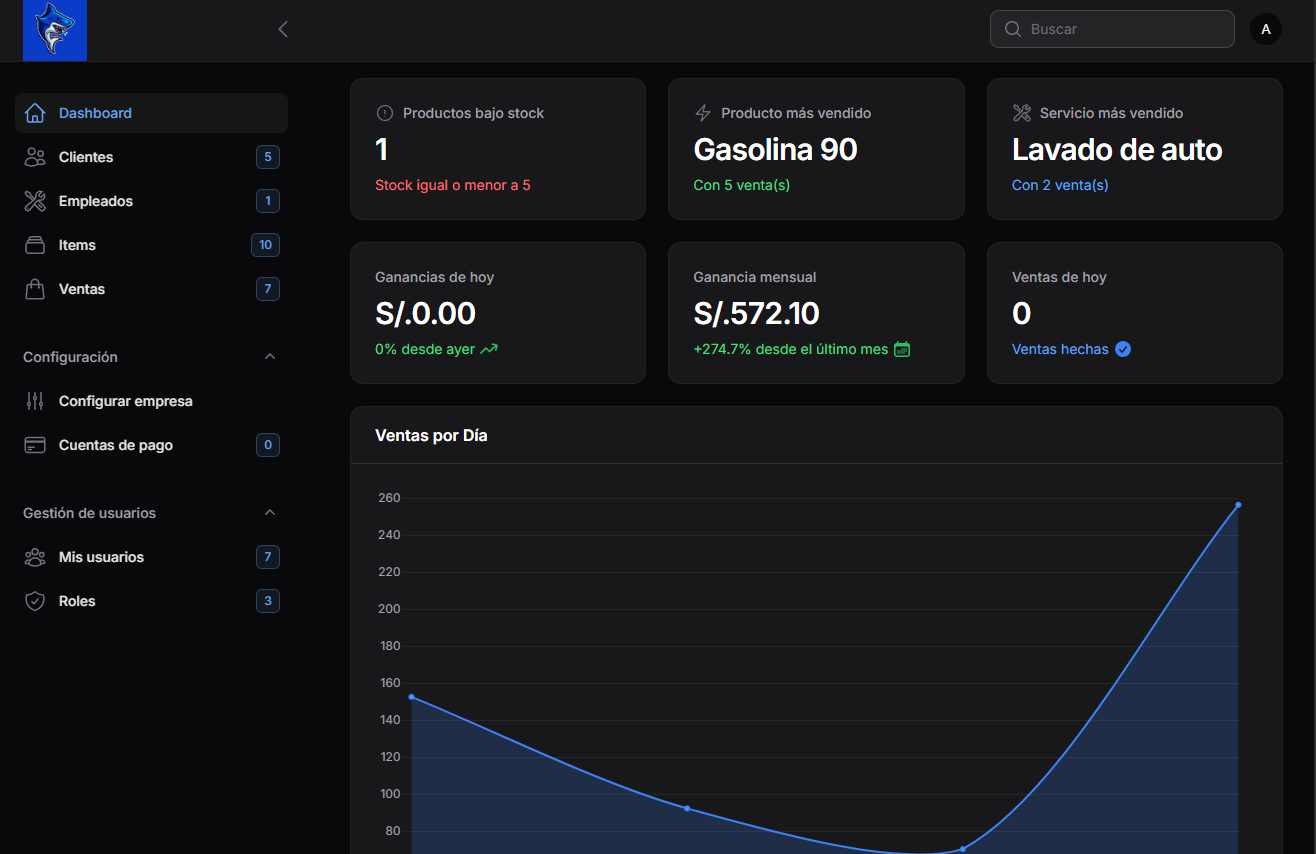 Buscar
A
Dashboard
Clientes 5
Empleados 1
Items 10
Ventas 7
Configuración
Configurar empresa
Cuentas de pago 0
Gestión de usuarios
Mis usuarios 7
Roles 3
Productos bajo stock
1
Stock igual o menor a 5
Producto más vendido
Gasolina 90
Con 5 venta(s)
Servicio más vendido
Lavado de auto
Con 2 venta(s)
Ganancias de hoy
S/.0.00
0% desde ayer
Ganancia mensual
S/.572.10
+274.7% desde el último mes
Ventas de hoy
0
Ventas hechas
Ventas por Día
260
240
220
200
180
160
140
120
100
80